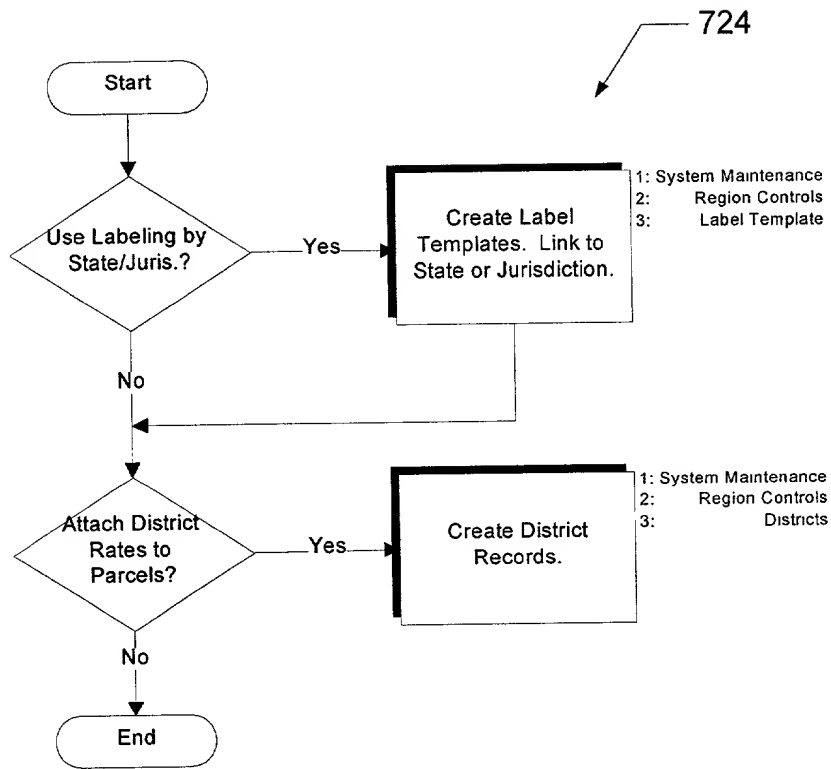 724
Start
Use Labeling by
State/Juris.?
Yes
Create Label
Templates. Link to
State or Jurisdiction.
1: System Maintenance
2: Region Controls
3: Label Template
No
Attach District
Rates to
Parcels?
Yes
Create District
Records.
1: System Maintenance
2: Region Controls
3: Districts
No
End